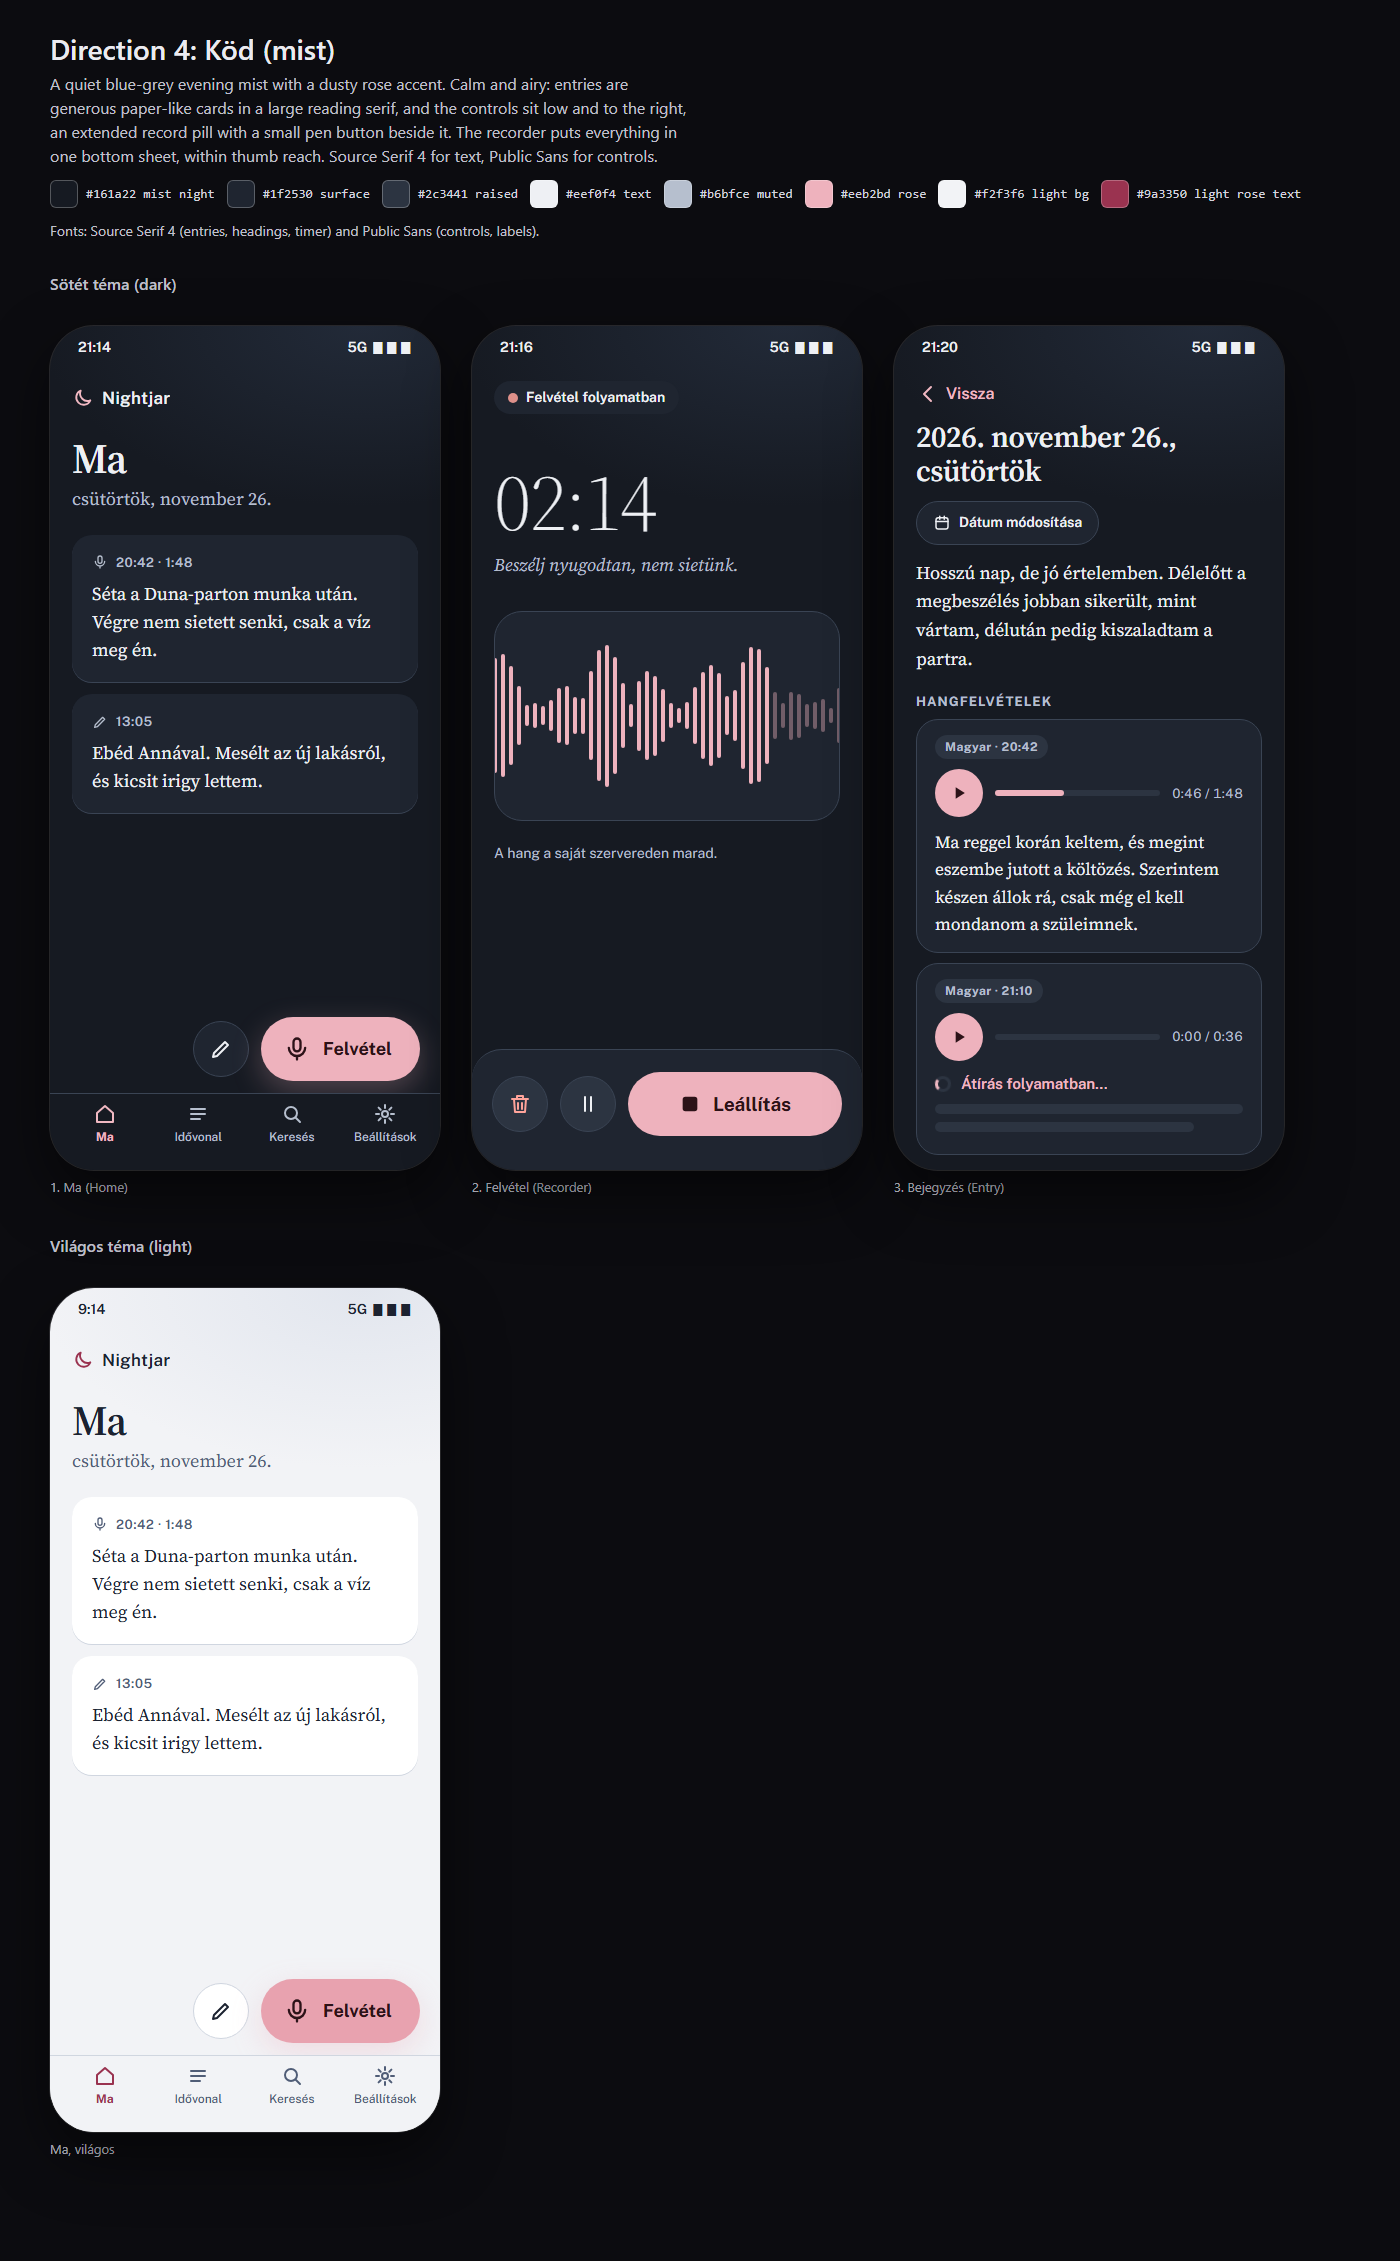 Direction 4: Köd (mist)
A quiet blue-grey evening mist with a dusty rose accent. Calm and airy: entries are
generous paper-like cards in a large reading serif, and the controls sit low and to the right,
an extended record pill with a small pen button beside it. The recorder puts everything in
one bottom sheet, within thumb reach. Source Serif 4 for text, Public Sans for controls.
#161a22 mist night #1f2530 surface #2c3441 raised #eef0f4 text #b6bfce muted #eeb2bd rose #f2f3f6 light bg #9a3350 light rose text
Fonts: Source Serif 4 (entries, headings, timer) and Public Sans (controls, labels).
Sötét téma (dark)
21:14 5G
Nightjar
Ma
csütörtök, november 26.
20:42 · 1:48
Séta a Duna-parton munka után.
Végre nem sietett senki, csak a víz
meg én.
13:05
Ebéd Annával. Mesélt az új lakásról,
és kicsit irigy lettem.
Felvétel
Ma Idővonal Keresés Beállítások
1. Ma (Home)
21:16 5G
Felvétel folyamatban
02:14
Beszélj nyugodtan, nem sietünk.
A hang a saját szervereden marad.
Leállítás
2. Felvétel (Recorder)
21:20 5G
Vissza
2026. november 26.,
csütörtök
Dátum módosítása
Hosszú nap, de jó értelemben. Délelőtt a
megbeszélés jobban sikerült, mint
vártam, délután pedig kiszaladtam a
partra.
HANGFELVÉTELEK
Magyar · 20:42
0:46 / 1:48
Ma reggel korán keltem, és megint
eszembe jutott a költözés. Szerintem
készen állok rá, csak még el kell
mondanom a szüleimnek.
Magyar · 21:10
0:00 / 0:36
Átírás folyamatban...
3. Bejegyzés (Entry)
Világos téma (light)
9:14 5G
Nightjar
Ma
csütörtök, november 26.
20:42 · 1:48
Séta a Duna-parton munka után.
Végre nem sietett senki, csak a víz
meg én.
13:05
Ebéd Annával. Mesélt az új lakásról,
és kicsit irigy lettem.
Felvétel
Ma Idővonal Keresés Beállítások
Ma, világos